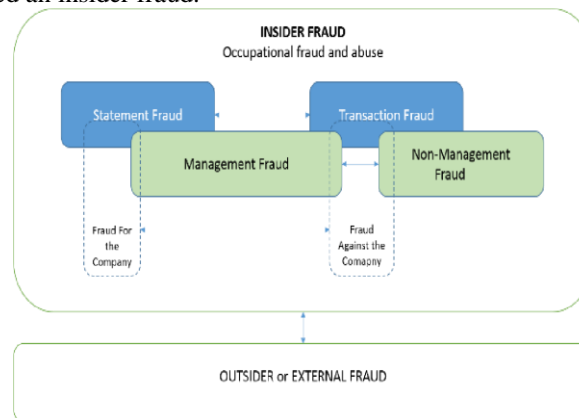 ed an insider fraud.
INSIDER FRAUD
Occupational fraud and abuse
Statement Fraud
Transaction Fraud
Management Fraud
Non-Management
Fraud
Fraud For
the
Company
Fraud
Against the
Comapny
OUTSIDER or EXTERNAL FRAUD